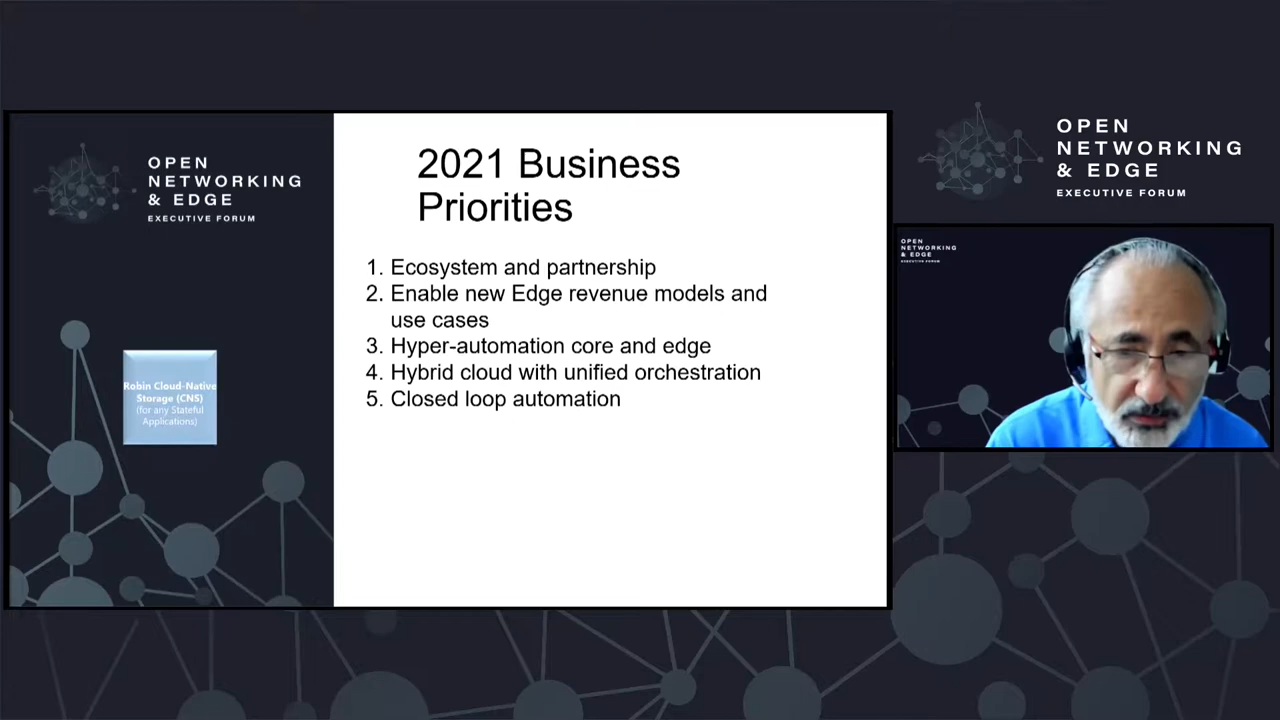 OPEN
NETWORKING
& EDGE
EXECUTIVE FORUM
Robin Cloud-Native
Storage (CNS)
(for any Stateful
Applications)
2021 Business
Priorities
1. Ecosystem and partnership
2. Enable new Edge revenue models and
use cases
3. Hyper-automation core and edge
4. Hybrid cloud with unified orchestration
5. Closed loop automation
OPEN
NETWORKING
& EDGE
EXECUTIVE FORUM
OPEN
NETWORKING
& EDGE
EXECUTIVE FORUM